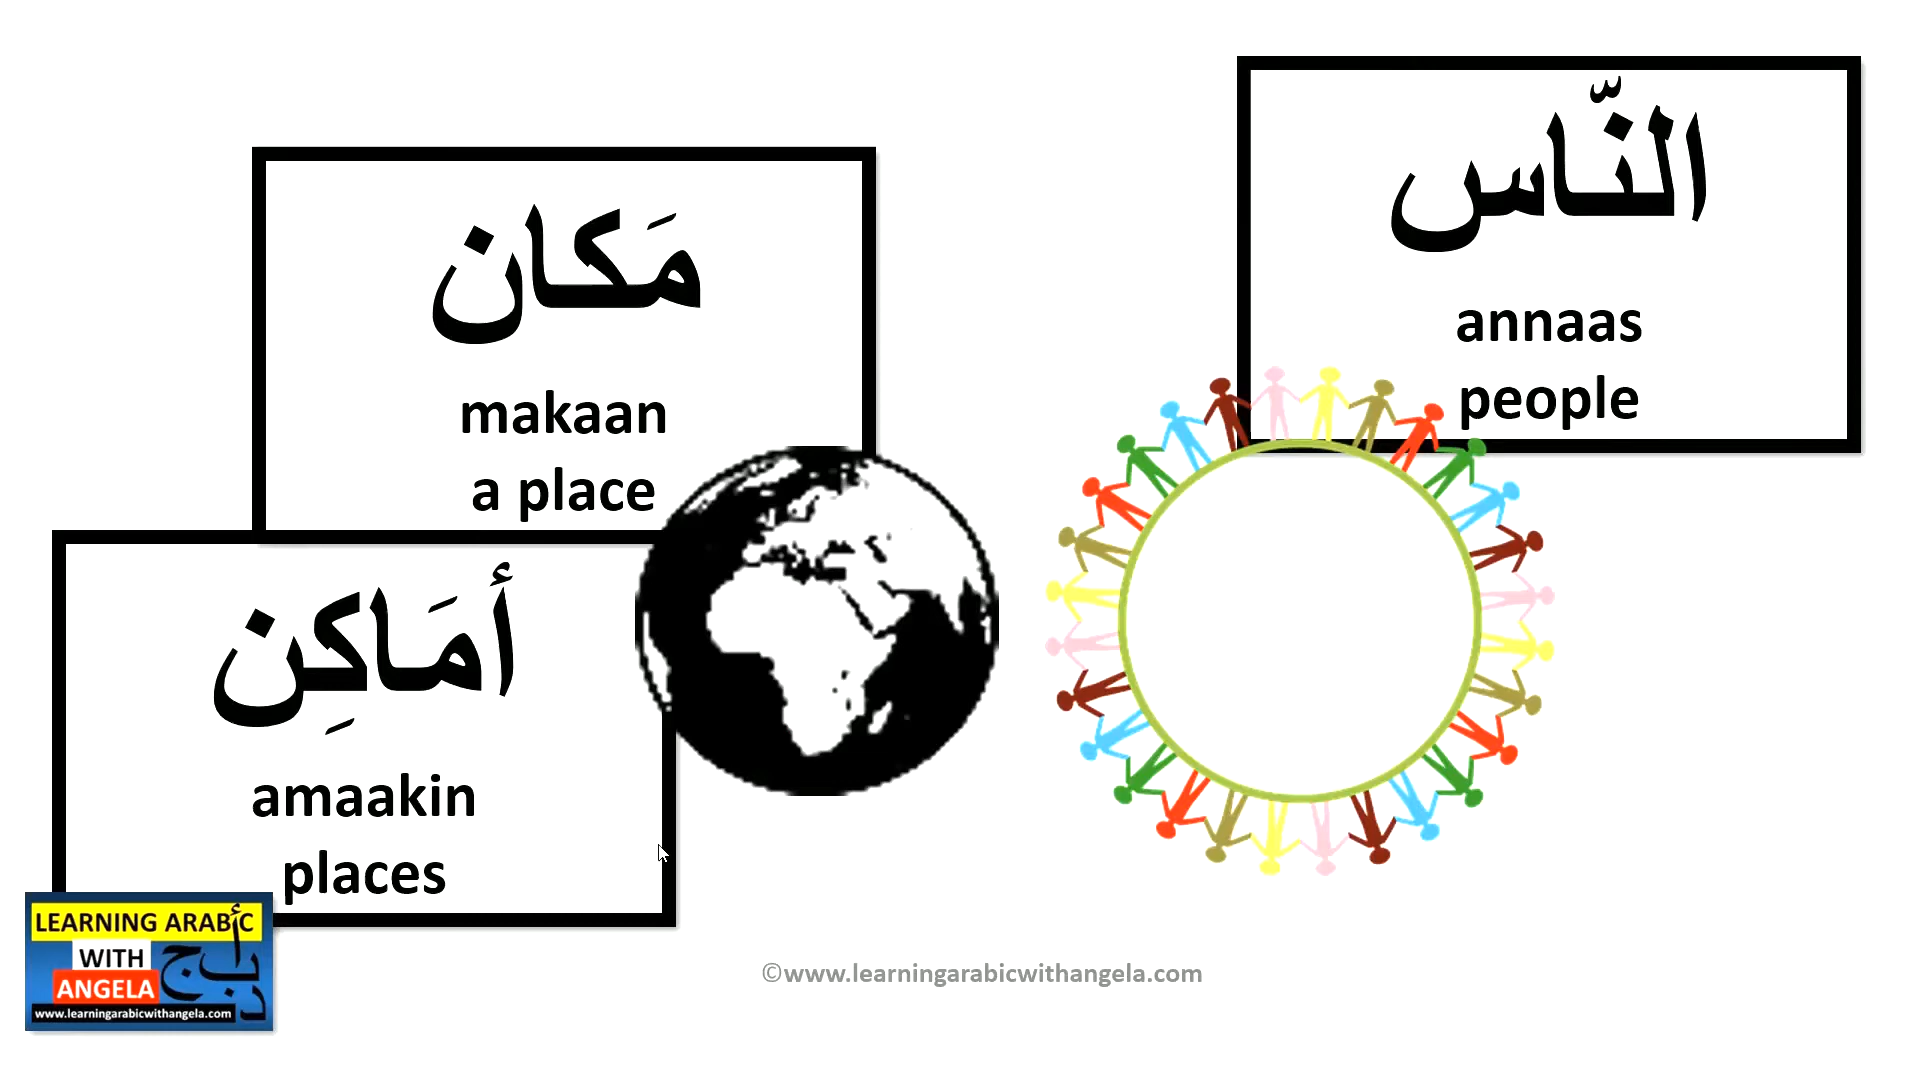 النّاس
annaas
people
مَكان
makaan
a place
أمَاكِن
amaakin
places
LEARNING ARABIC
WITH
ANGELA
أ ب ج د
www.learningarabicwithangela.com
©www.learningarabicwithangela.com